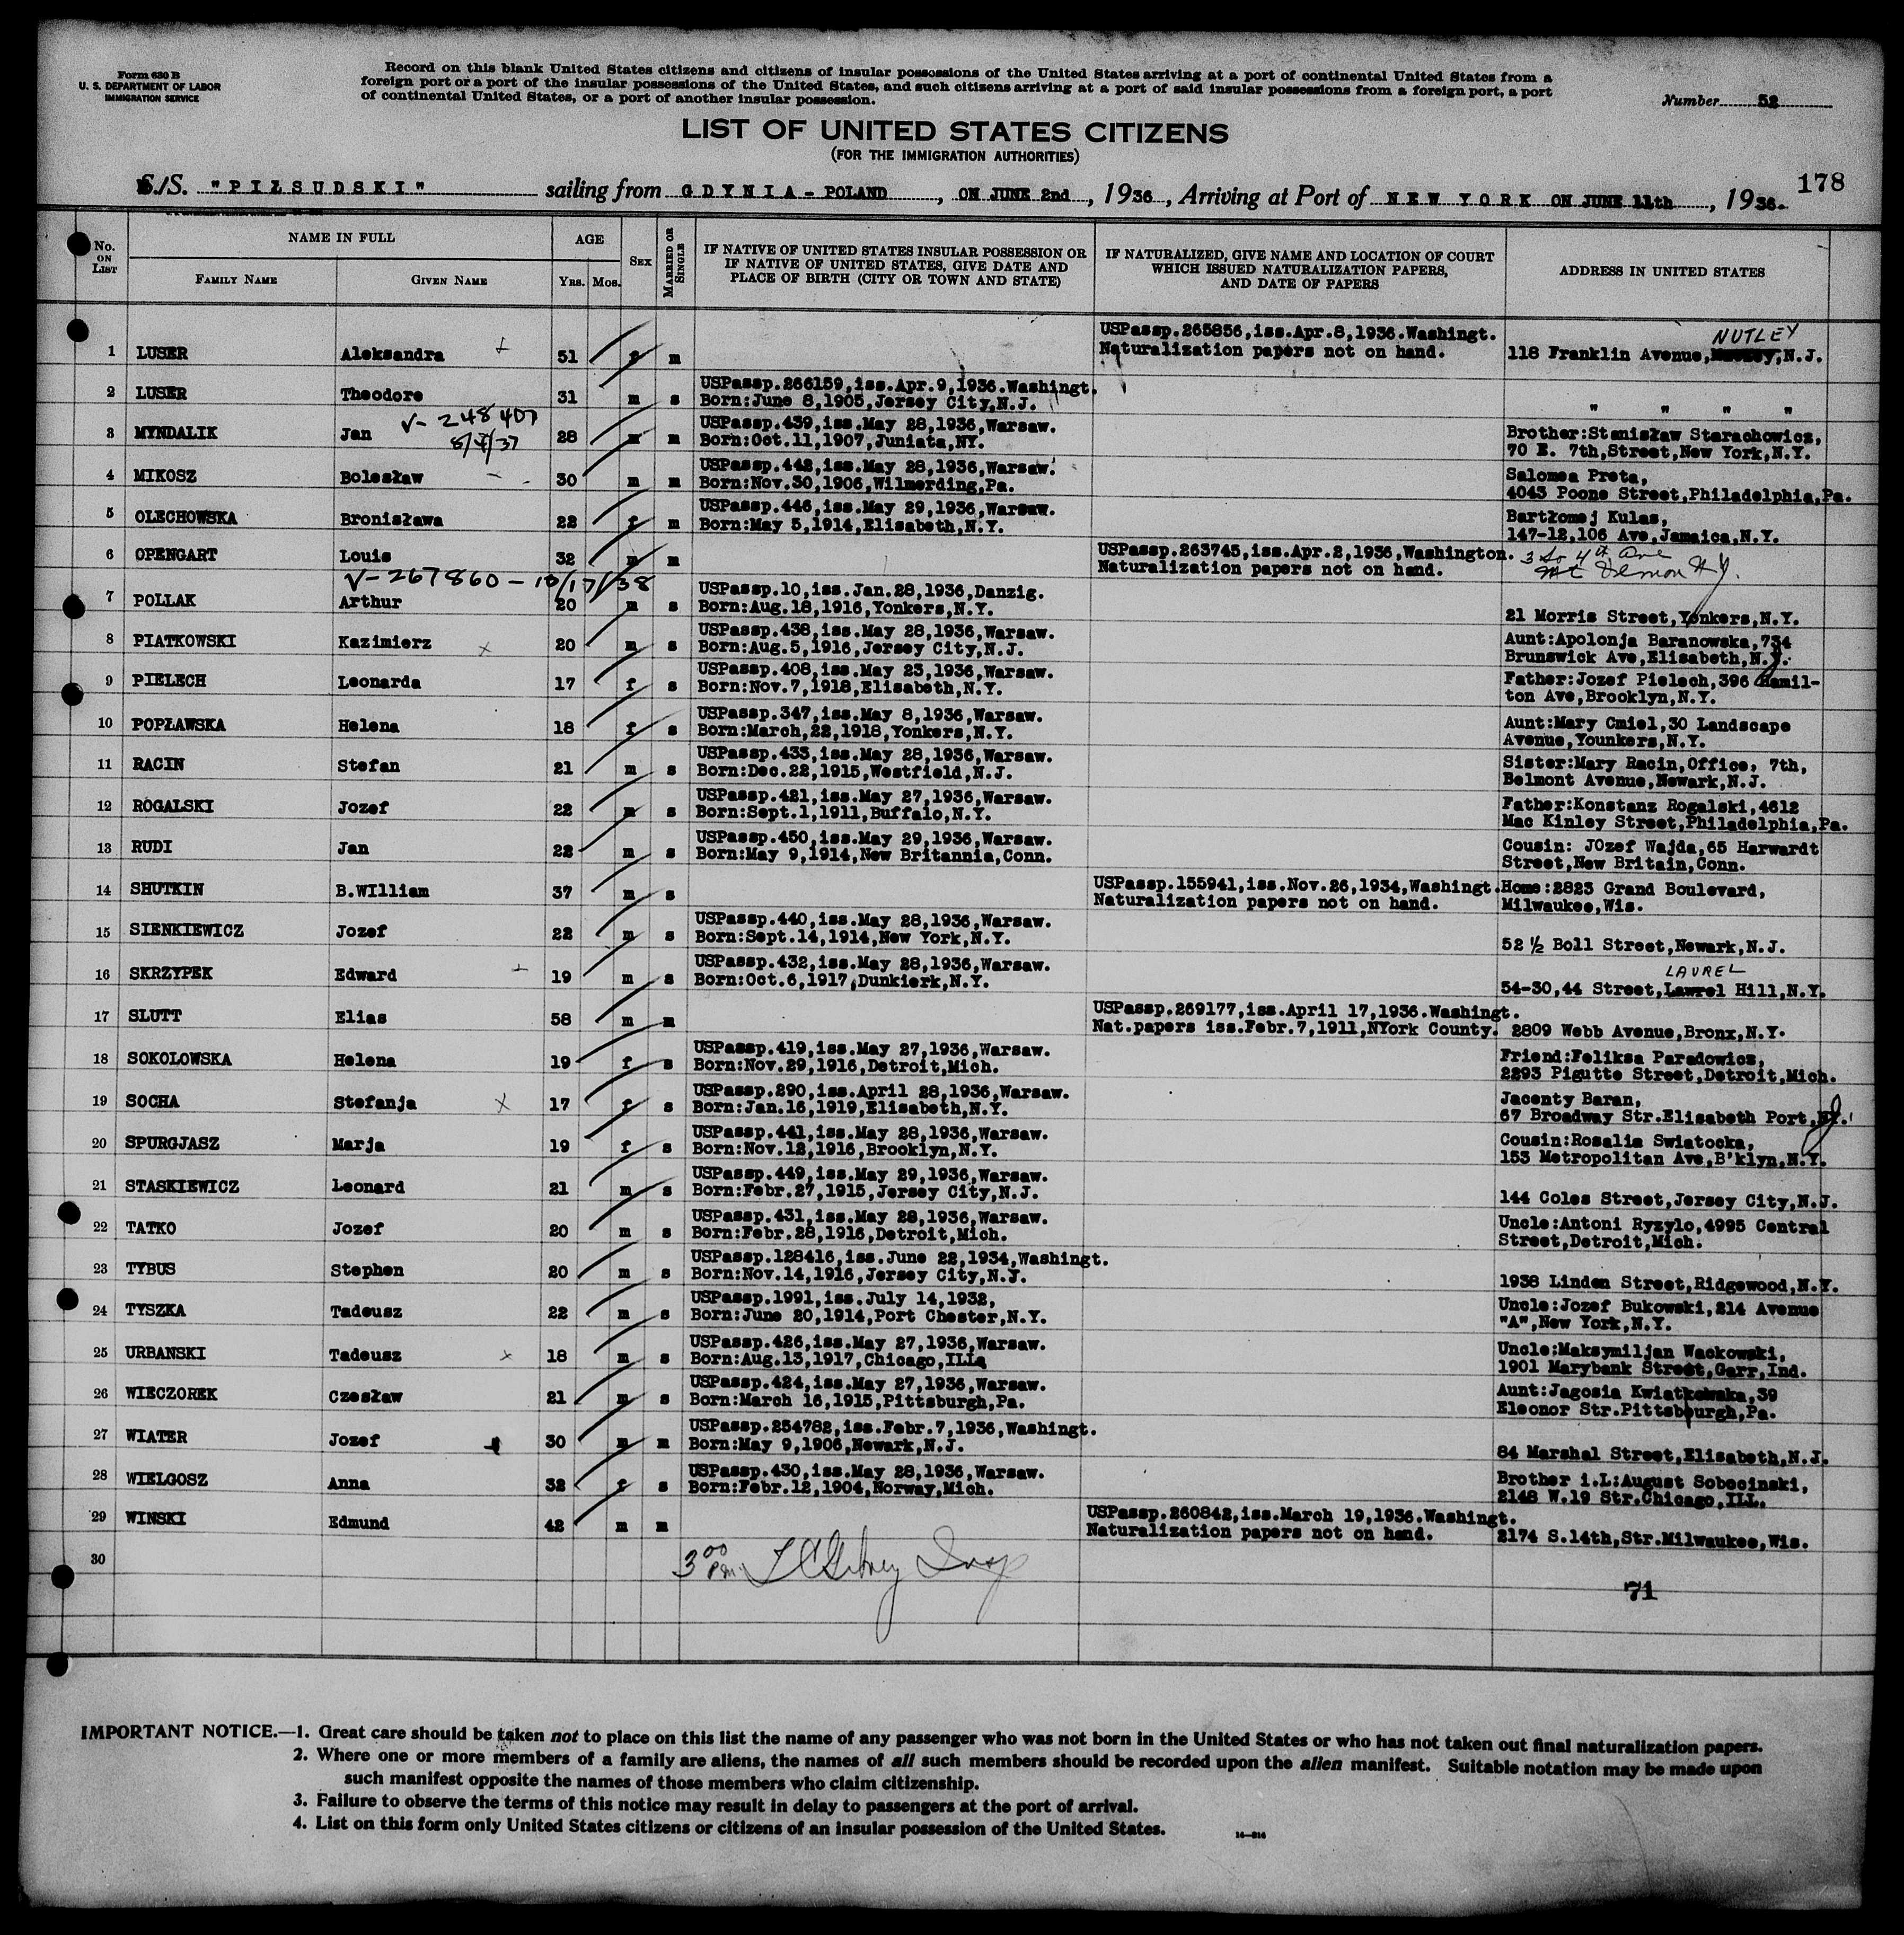 Form 630 B
U. S. DEPARTMENT OF LABOR
IMMIGRATION SERVICE
Record on this blank United States citizens and citizens of insular possessions of the United States arriving at a port of continental United States from a
foreign port or a port of the insular possessions of the United States, and such citizens arriving at a port of said insular possessions from a foreign port, a port
of continental United States, or a port of another insular possession.
Number 52
LIST OF UNITED STATES CITIZENS
(FOR THE IMMIGRATION AUTHORITIES)
178
S./S. "PIŁSUDSKI" sailing from GDYNIA - POLAND, ON JUNE 2nd, 1936, Arriving at Port of NEW YORK ON JUNE 11th, 1936.
No. ON LIST NAME IN FULL FAMILY NAME GIVEN NAME AGE YRS. MOS. SEX MARRIED OR SINGLE
IF NATIVE OF UNITED STATES INSULAR POSSESSION OR
IF NATIVE OF UNITED STATES, GIVE DATE AND
PLACE OF BIRTH (CITY OR TOWN AND STATE)
IF NATURALIZED, GIVE NAME AND LOCATION OF COURT
WHICH ISSUED NATURALIZATION PAPERS,
AND DATE OF PAPERS
ADDRESS IN UNITED STATES
USPassp.265856,iss.Apr.8,1936.Washingt. NUTLEY
1 LUSER Aleksandra 51 f m Naturalization papers not on hand. 118 Franklin Avenue, N.J.
USPassp.266159,iss.Apr.9,1936.Washingt.
2 LUSER Theodore 31 m s Born:June 8,1905,Jersey City,N.J. " " " "
V- 248407
8/4/37
USPassp.439,iss.May 28,1936,Warsaw. Brother:Stanisław Starachowicz,
3 MYNDALIK Jan 28 m m Born:Oct.11,1907,Juniata,NY. 70 E. 7th,Street,New York,N.Y.
USPassp.442,iss.May 28,1936,Warsaw. Salomea Preta,
4 MIKOSZ Bolesław 30 m m Born:Nov.30,1906,Wilmerding,Pa. 4043 Poone Street,Philadelphia,Pa.
USPassp.446,iss.May 29,1936,Warsaw. Bartłomej Kulas,
5 OLECHOWSKA Bronisława 22 f m Born:May 5,1914,Elisabeth,N.Y. 147-12,106 Ave,Jamaica,N.Y.
USPassp.263745,iss.Apr.2,1936,Washington. 3 So 4th Ave
6 OPENGART Louis 32 m m Naturalization papers not on hand. Mt Vernon N.Y.
V-267860-10/17/38
USPassp.10,iss.Jan.28,1936,Danzig.
7 POLLAK Arthur 20 m s Born:Aug.18,1916,Yonkers,N.Y. 21 Morris Street,Yonkers,N.Y.
USPassp.438,iss.May 28,1936,Warsaw. Aunt:Apolonja Baranowska,734
8 PIATKOWSKI Kazimierz 20 m s Born:Aug.5,1916,Jersey City,N.J. Brunswick Ave,Elisabeth,N.J.
USPassp.408,iss.May 23,1936,Warsaw. Father:Jozef Pielech,396 Hamil-
9 PIELECH Leonarda 17 f s Born:Nov.7,1918,Elisabeth,N.Y. ton Ave,Brooklyn,N.Y.
USPassp.347,iss.May 8,1936,Warsaw. Aunt:Mary Cmiel,30 Landscape
10 POPŁAWSKA Helena 18 f s Born:March,22,1918,Yonkers,N.Y. Avenue,Younkers,N.Y.
USPassp.433,iss.May 28,1936,Warsaw. Sister:Mary Racin,Office, 7th,
11 RACIN Stefan 21 m s Born:Dec.22,1915,Westfield,N.J. Belmont Avenue,Newark,N.J.
USPassp.421,iss.May 27,1936,Warsaw. Father:Konstanz Rogalski,4612
12 ROGALSKI Jozef 22 m s Born:Sept.1,1911,Buffalo,N.Y. Mac Kinley Street,Philadelphia,Pa.
USPassp.450,iss.May 29,1936,Warsaw. Cousin: JOzef Wajda,65 Harwardt
13 RUDI Jan 22 m s Born:May 9,1914,New Britannia,Conn. Street,New Britain,Conn.
USPassp.155941,iss.Nov.26,1934,Washingt. Home:2823 Grand Boulevard,
14 SHUTKIN B.WIlliam 37 m s Naturalization papers not on hand. Milwaukee,Wis.
USPassp.440,iss.May 28,1936,Warsaw.
15 SIENKIEWICZ Jozef 22 m s Born:Sept.14,1914,New York,N.Y. 52 ½ Boll Street,Newark,N.J.
USPassp.432,iss.May 28,1936,Warsaw. LAUREL
16 SKRZYPEK Edward 19 m s Born:Oct.6,1917,Dunkierk,N.Y. 54-30,44 Street,Lawrel Hill,N.Y.
USPassp.269177,iss.April 17,1936.Washingt.
17 SLUTT Elias 58 m m Nat.papers iss.Febr.7,1911,NYork County. 2809 Webb Avenue,Bronx,N.Y.
USPassp.419,iss.May 27,1936,Warsaw. Friend:Feliksa Paradowicz,
18 SOKOLOWSKA Helena 19 f s Born:Nov.29,1916,Detroit,Mich. 2293 Pigutte Street,Detroit,Mich.
USPassp.290,iss.April 28,1936,Warsaw. Jacenty Baran,
19 SOCHA Stefanja 17 f s Born:Jan.16,1919,Elisabeth,N.Y. 67 Broadway Str.Elisabeth Port,NJ.
USPassp.441,iss.May 28,1936,Warsaw. Cousin:Rosalia Swiatocka,
20 SPURGJASZ Marja 19 f s Born:Nov.12,1916,Brooklyn,N.Y. 153 Metropolitan Ave,B'klyn,N.Y.
USPassp.449,iss.May 29,1936,Warsaw.
21 STASKIEWICZ Leonard 21 m s Born:Febr.27,1915,Jersey City,N.J. 144 Coles Street,Jersey City,N.J.
USPassp.431,iss.May 28,1936,Warsaw. Uncle:Antoni Ryzylo,4995 Central
22 TATKO Jozef 20 m s Born:Febr.28,1916,Detroit,Mich. Street,Detroit,Mich.
USPassp.128416,iss.June 22,1934,Washingt.
23 TYBUS Stephen 20 m s Born:Nov.14,1916,Jersey City,N.J. 1938 Linden Street,Ridgewood,N.Y.
USPassp.1991,iss.July 14,1932, Uncle:Jozef Bukowski,214 Avenue
24 TYSZKA Tadeusz 22 m s Born:June 20,1914,Port Chester,N.Y. "A",New York,N.Y.
USPassp.426,iss.May 27,1936,Warsaw. Uncle:Maksymiljan Wackowski,
25 URBANSKI Tadeusz 18 m s Born:Aug.13,1917,Chicago,ILL. 1901 Marybank Street,Garr,Ind.
USPassp.424,iss.May 27,1936,Warsaw. Aunt:Jagosia Kwiatkowska,39
26 WIECZOREK Czesław 21 m s Born:March 16,1915,Pittsburgh,Pa. Eleonor Str.Pittsbourgh,Pa.
USPassp.254782,iss.Febr.7,1936,Washingt.
27 WIATER Jozef 30 m m Born:May 9,1906,Newark,N.J. 84 Marshal Street,Elisabeth,N.J.
USPassp.430,iss.May 28,1936,Warsaw. Brother i.L:August Sobecinski,
28 WIELGOSZ Anna 32 f s Born:Febr.12,1904,Norway,Mich. 2148 W.19 Str.Chicago,ILL.
USPassp.260842,iss.March 19,1936.Washingt.
29 WINSKI Edmund 42 m m Naturalization papers not on hand. 2174 S.14th,Str.Milwaukee,Wis.
30
3 00 P.m. Insp
71
IMPORTANT NOTICE.—1. Great care should be taken not to place on this list the name of any passenger who was not born in the United States or who has not taken out final naturalization papers.
2. Where one or more members of a family are aliens, the names of all such members should be recorded upon the alien manifest. Suitable notation may be made upon
such manifest opposite the names of those members who claim citizenship.
3. Failure to observe the terms of this notice may result in delay to passengers at the port of arrival.
4. List on this form only United States citizens or citizens of an insular possession of the United States.
14—814